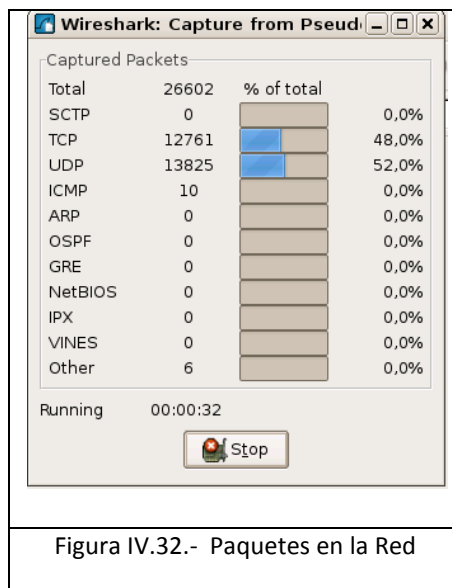 Wireshark: Capture from Pseud
Captured Packets
Total 26602 % of total
SCTP 0 0,0%
TCP 12761 48,0%
UDP 13825 52,0%
ICMP 10 0,0%
ARP 0 0,0%
OSPF 0 0,0%
GRE 0 0,0%
NetBIOS 0 0,0%
IPX 0 0,0%
VINES 0 0,0%
Other 6 0,0%
Running 00:00:32
Stop
Figura IV.32.- Paquetes en la Red